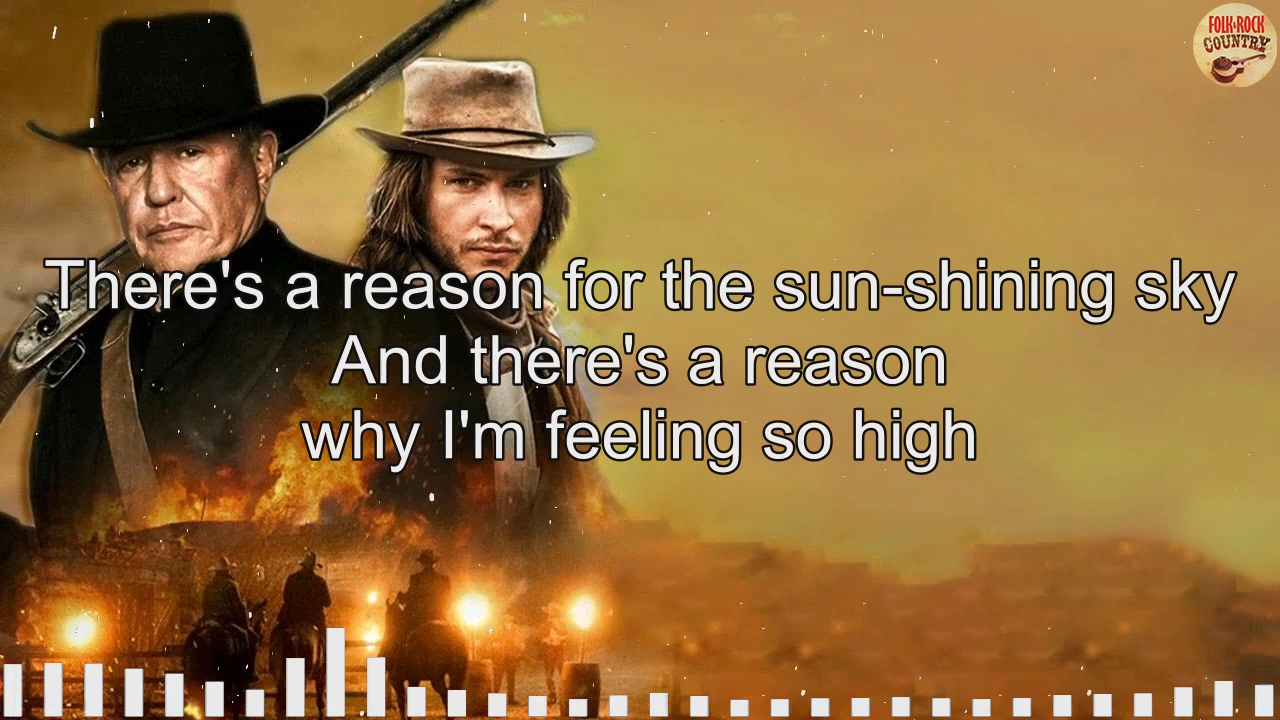 FOLK & ROCK
COUNTRY
There's a reason for the sun-shining sky
And there's a reason
why I'm feeling so high